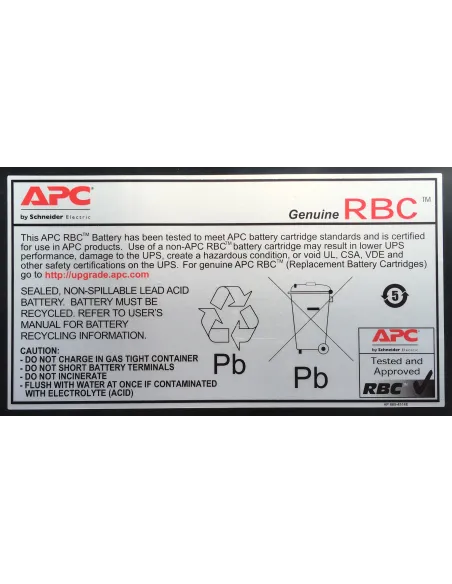 APC
by Schneider Electric
Genuine RBC™
This APC RBC™ Battery has been tested to meet APC battery cartridge standards and is certified
for use in APC products. Use of a non-APC RBC™ battery cartridge may result in lower UPS
performance, damage to the UPS, create a hazardous condition, or void UL, CSA, VDE and
other safety certifications on the UPS. For genuine APC RBC™ (Replacement Battery Cartridges)
go to http://upgrade.apc.com
SEALED, NON-SPILLABLE LEAD ACID
BATTERY. BATTERY MUST BE
RECYCLED. REFER TO USER'S
MANUAL FOR BATTERY
RECYCLING INFORMATION.
CAUTION:
- DO NOT CHARGE IN GAS TIGHT CONTAINER
- DO NOT SHORT BATTERY TERMINALS
- DO NOT INCINERATE
- FLUSH WITH WATER AT ONCE IF CONTAMINATED
WITH ELECTROLYTE (ACID)
Pb
Pb
5
APC
by Schneider Electric
Tested and
Approved
RBC